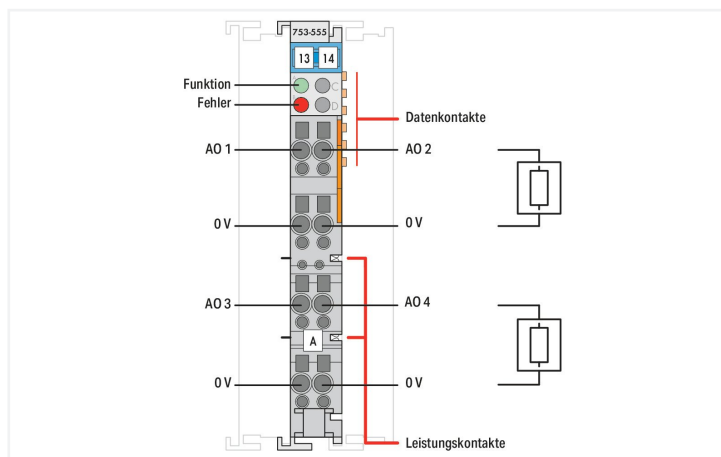 753-555
13 14
Funktion
C
Fehler
D
Datenkontakte
AO 1
AO 2
0 V
0 V
AO 3
AO 4
A
0 V
0 V
Leistungskontakte